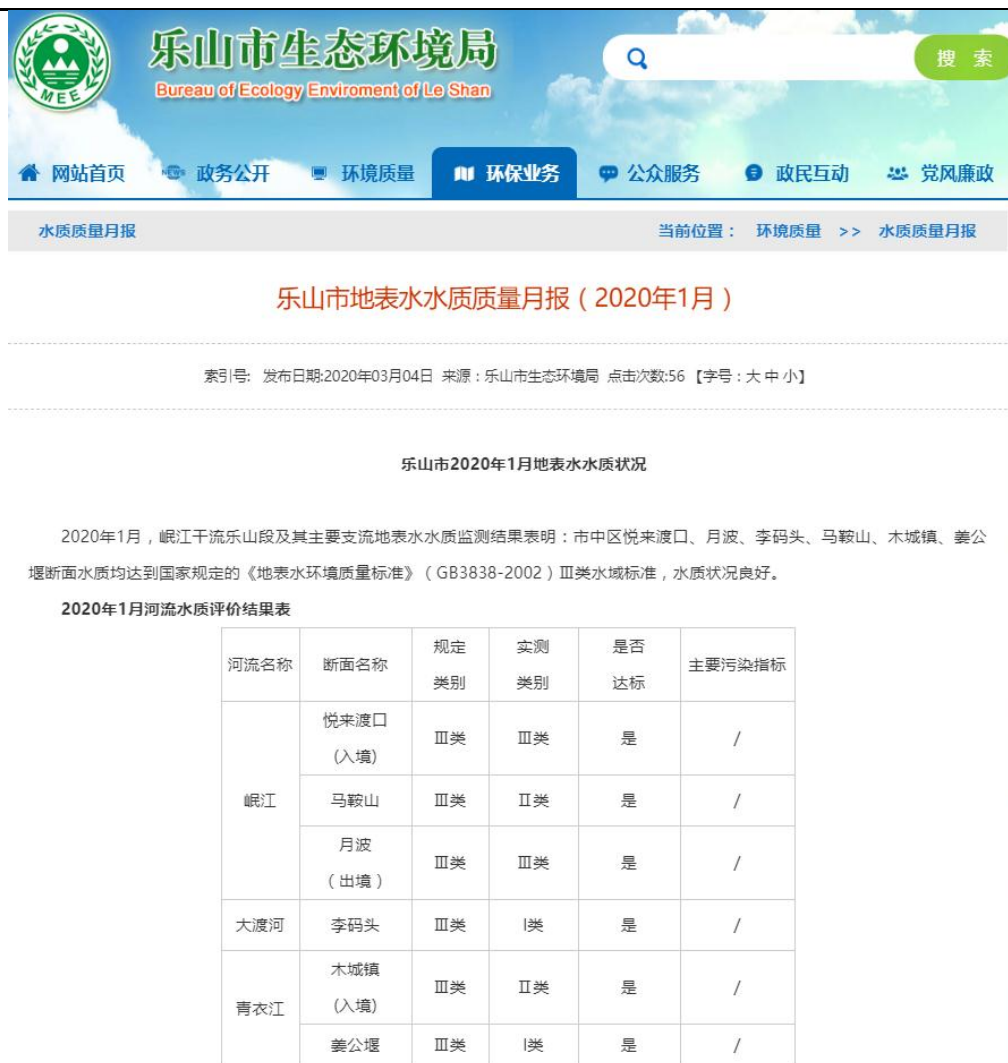 乐山市生态环境局
Bureau of Ecology Enviroment of Le Shan
MEE
搜 索
网站首页 政务公开 环境质量 环保业务 公众服务 政民互动 党风廉政
水质质量月报 当前位置： 环境质量 >> 水质质量月报
乐山市地表水水质质量月报（2020年1月）
索引号: 发布日期:2020年03月04日 来源：乐山市生态环境局 点击次数:56 【字号：大 中 小】
乐山市2020年1月地表水水质状况
2020年1月，岷江干流乐山段及其主要支流地表水水质监测结果表明：市中区悦来渡口、月波、李码头、马鞍山、木城镇、姜公
堰断面水质均达到国家规定的《地表水环境质量标准》（GB3838-2002）Ⅲ类水域标准，水质状况良好。
2020年1月河流水质评价结果表
河流名称 断面名称 规定类别 实测类别 是否达标 主要污染指标
岷江 悦来渡口(入境) Ⅲ类 Ⅲ类 是 /
马鞍山 Ⅲ类 Ⅱ类 是 /
月波（出境） Ⅲ类 Ⅲ类 是 /
大渡河 李码头 Ⅲ类 Ⅰ类 是 /
青衣江 木城镇(入境) Ⅲ类 Ⅱ类 是 /
姜公堰 Ⅲ类 Ⅰ类 是 /